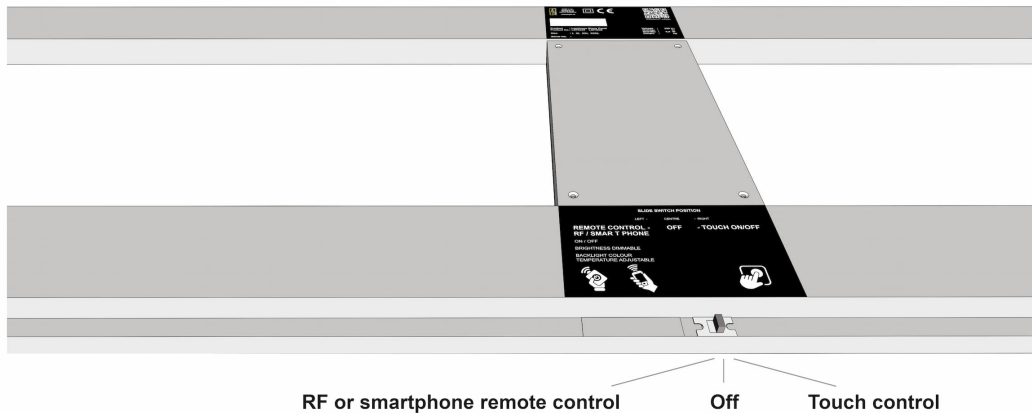 SLIDE SWITCH POSITION
LEFT - CENTRE - RIGHT
REMOTE CONTROL - OFF - TOUCH ON/OFF
RF / SMAR T PHONE
ON / OFF
BRIGHTNESS DIMMABLE
BACKLIGHT COLOUR
TEMPERATURE ADJUSTABLE
RF or smartphone remote control Off Touch control